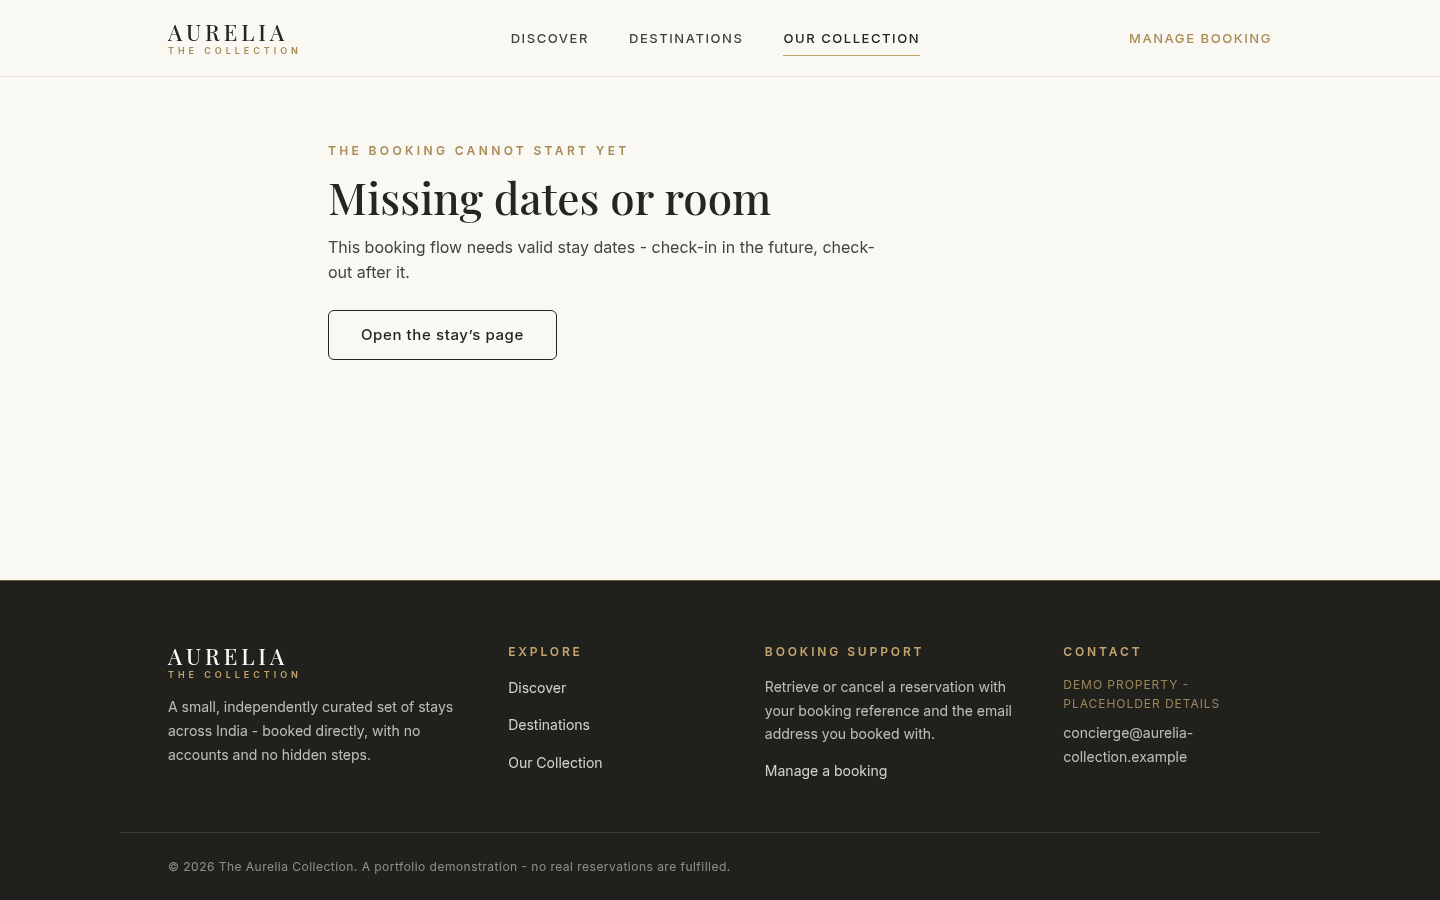 AURELIA
THE COLLECTION
DISCOVER
DESTINATIONS
OUR COLLECTION
MANAGE BOOKING
THE BOOKING CANNOT START YET
Missing dates or room
This booking flow needs valid stay dates - check-in in the future, check-
out after it.
Open the stay’s page
AURELIA
THE COLLECTION
A small, independently curated set of stays
across India - booked directly, with no
accounts and no hidden steps.
EXPLORE
Discover
Destinations
Our Collection
BOOKING SUPPORT
Retrieve or cancel a reservation with
your booking reference and the email
address you booked with.
Manage a booking
CONTACT
DEMO PROPERTY -
PLACEHOLDER DETAILS
concierge@aurelia-
collection.example
© 2026 The Aurelia Collection. A portfolio demonstration - no real reservations are fulfilled.